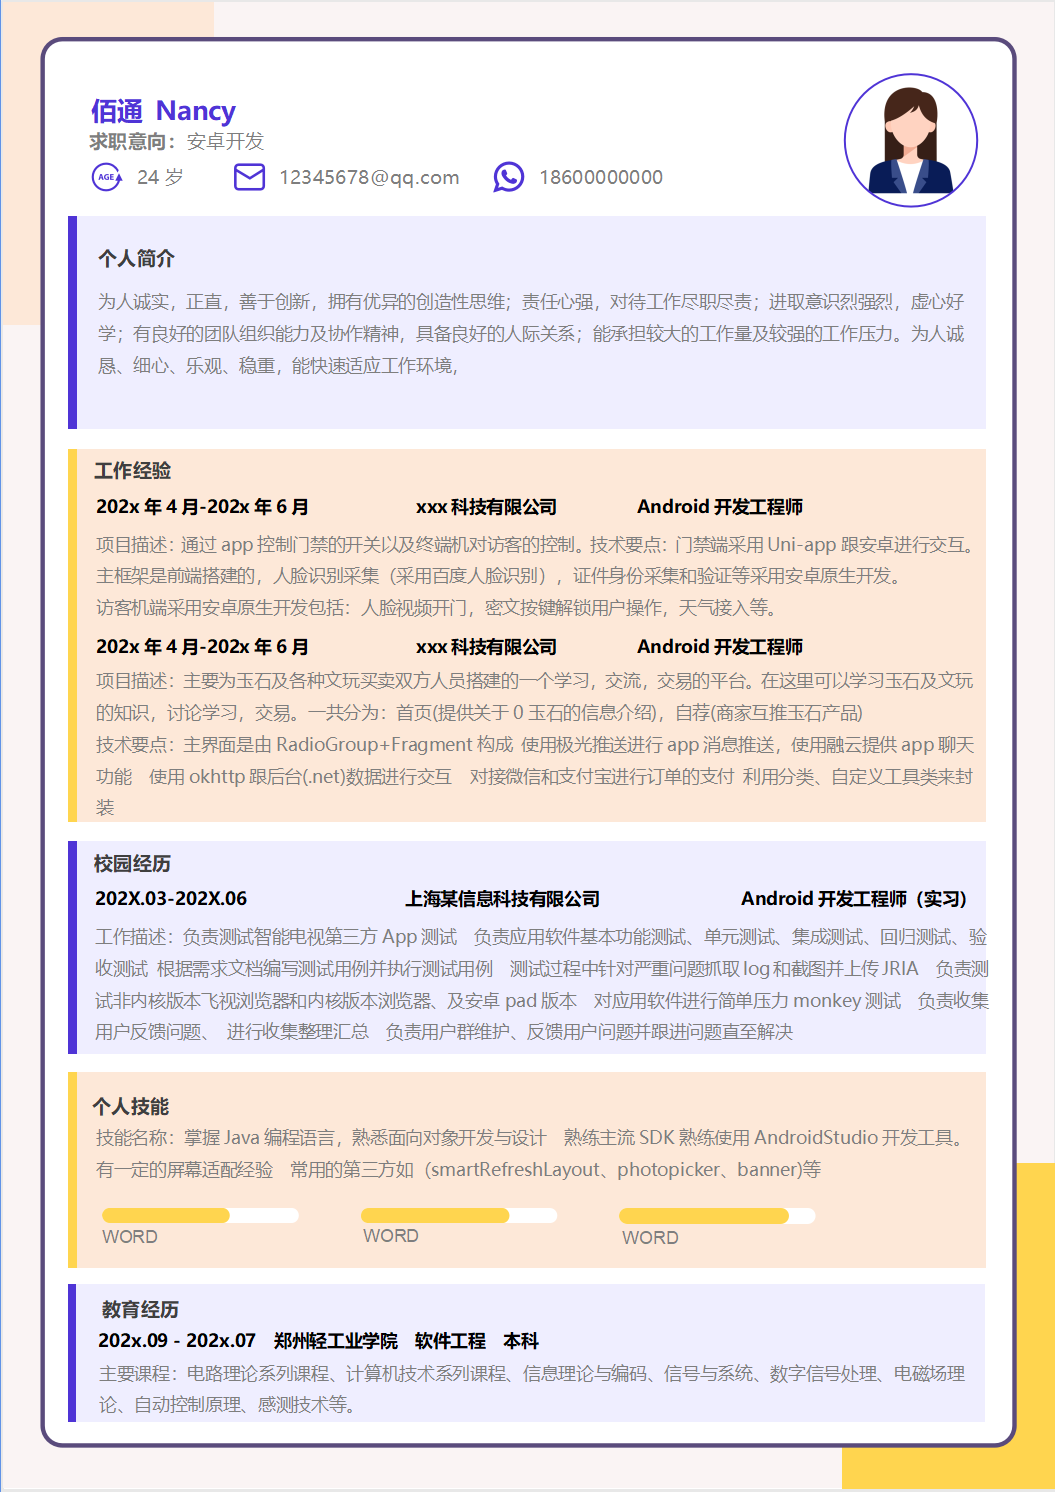 佰通 Nancy
求职意向：安卓开发
AGE 24 岁 12345678@qq.com 18600000000
个人简介
为人诚实，正直，善于创新，拥有优异的创造性思维；责任心强，对待工作尽职尽责；进取意识烈强烈，虚心好
学；有良好的团队组织能力及协作精神，具备良好的人际关系；能承担较大的工作量及较强的工作压力。为人诚
恳、细心、乐观、稳重，能快速适应工作环境，
工作经验
202x 年 4 月-202x 年 6 月 xxx 科技有限公司 Android 开发工程师
项目描述：通过 app 控制门禁的开关以及终端机对访客的控制。技术要点：门禁端采用 Uni-app 跟安卓进行交互。
主框架是前端搭建的，人脸识别采集（采用百度人脸识别），证件身份采集和验证等采用安卓原生开发。
访客机端采用安卓原生开发包括：人脸视频开门，密文按键解锁用户操作，天气接入等。
202x 年 4 月-202x 年 6 月 xxx 科技有限公司 Android 开发工程师
项目描述：主要为玉石及各种文玩买卖双方人员搭建的一个学习，交流，交易的平台。在这里可以学习玉石及文玩
的知识，讨论学习，交易。一共分为：首页(提供关于 0 玉石的信息介绍)，自荐(商家互推玉石产品)
技术要点：主界面是由 RadioGroup+Fragment 构成 使用极光推送进行 app 消息推送，使用融云提供 app 聊天
功能 使用 okhttp 跟后台(.net)数据进行交互 对接微信和支付宝进行订单的支付 利用分类、自定义工具类来封
装
校园经历
202X.03-202X.06 上海某信息科技有限公司 Android 开发工程师（实习）
工作描述：负责测试智能电视第三方 App 测试 负责应用软件基本功能测试、单元测试、集成测试、回归测试、验
收测试 根据需求文档编写测试用例并执行测试用例 测试过程中针对严重问题抓取 log 和截图并上传 JRIA 负责测
试非内核版本飞视浏览器和内核版本浏览器、及安卓 pad 版本 对应用软件进行简单压力 monkey 测试 负责收集
用户反馈问题、 进行收集整理汇总 负责用户群维护、反馈用户问题并跟进问题直至解决
个人技能
技能名称：掌握 Java 编程语言，熟悉面向对象开发与设计 熟练主流 SDK 熟练使用 AndroidStudio 开发工具。
有一定的屏幕适配经验 常用的第三方如（smartRefreshLayout、photopicker、banner)等
WORD WORD WORD
教育经历
202x.09 - 202x.07 郑州轻工业学院 软件工程 本科
主要课程：电路理论系列课程、计算机技术系列课程、信息理论与编码、信号与系统、数字信号处理、电磁场理
论、自动控制原理、感测技术等。